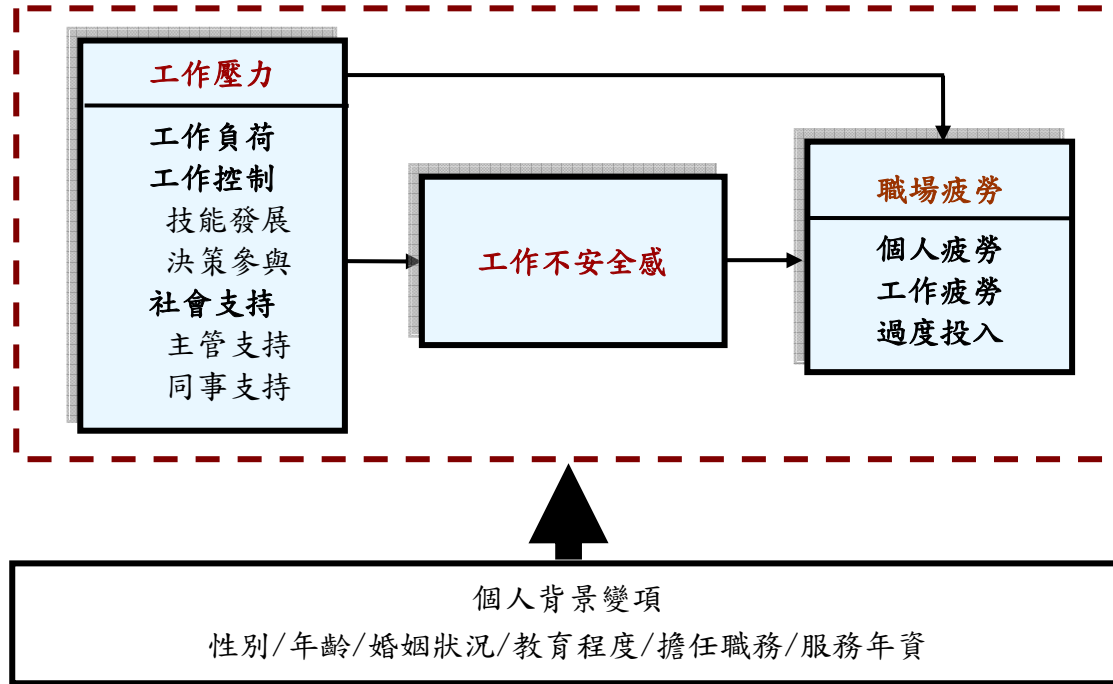 工作壓力
工作負荷
工作控制
技能發展
決策參與
社會支持
主管支持
同事支持
工作不安全感
職場疲勞
個人疲勞
工作疲勞
過度投入
個人背景變項
性別/年齡/婚姻狀況/教育程度/擔任職務/服務年資